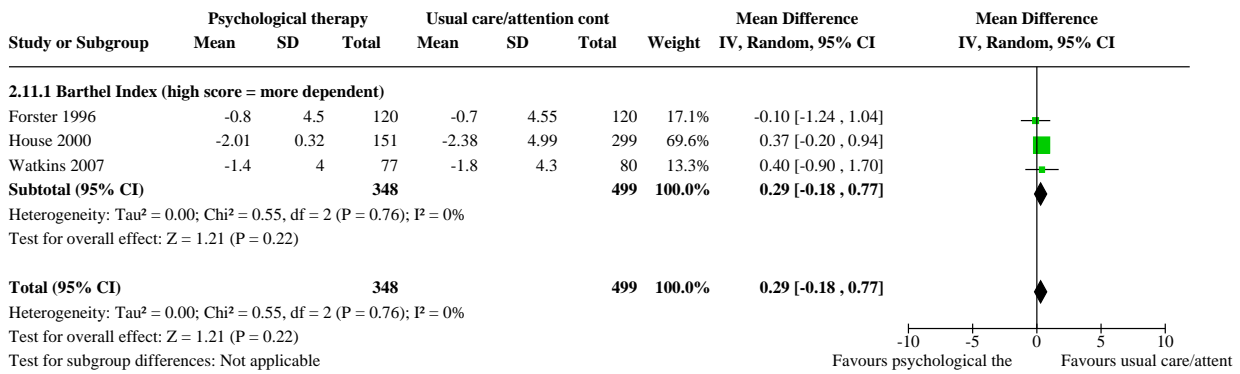 Psychological therapy Usual care/attention cont Mean Difference Mean Difference
Study or Subgroup Mean SD Total Mean SD Total Weight IV, Random, 95% CI IV, Random, 95% CI
2.11.1 Barthel Index (high score = more dependent)
Forster 1996 -0.8 4.5 120 -0.7 4.55 120 17.1% -0.10 [-1.24 , 1.04]
House 2000 -2.01 0.32 151 -2.38 4.99 299 69.6% 0.37 [-0.20 , 0.94]
Watkins 2007 -1.4 4 77 -1.8 4.3 80 13.3% 0.40 [-0.90 , 1.70]
Subtotal (95% CI) 348 499 100.0% 0.29 [-0.18 , 0.77]
Heterogeneity: Tau² = 0.00; Chi² = 0.55, df = 2 (P = 0.76); I² = 0%
Test for overall effect: Z = 1.21 (P = 0.22)
Total (95% CI) 348 499 100.0% 0.29 [-0.18 , 0.77]
Heterogeneity: Tau² = 0.00; Chi² = 0.55, df = 2 (P = 0.76); I² = 0%
Test for overall effect: Z = 1.21 (P = 0.22)
-10 -5 0 5 10
Test for subgroup differences: Not applicable Favours psychological the Favours usual care/attent